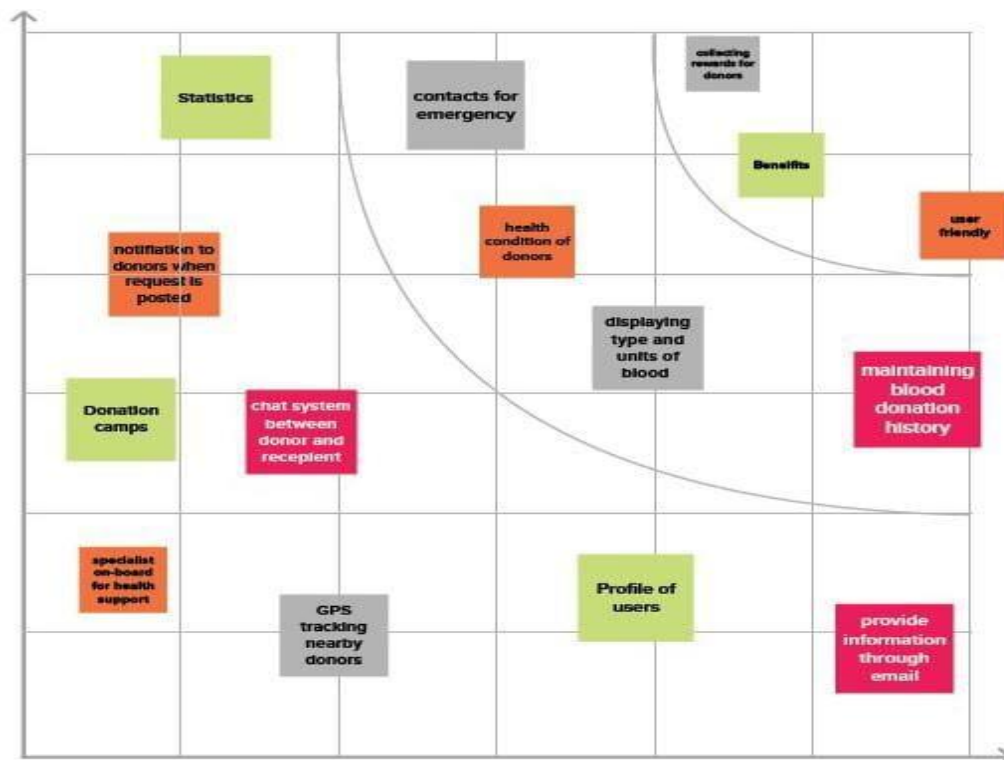 Statistics
contacts for
emergency
collecting
rewards for
donors
Beneifits
user
friendly
health
condition of
donors
notifiation to
donors when
request is
posted
displaying
type and
units of
blood
maintaining
blood
donation
history
Donation
camps
chat system
between
donor and
recepient
specialist
on-board
for health
support
GPS
tracking
nearby
donors
Profile of
users
provide
information
through
email